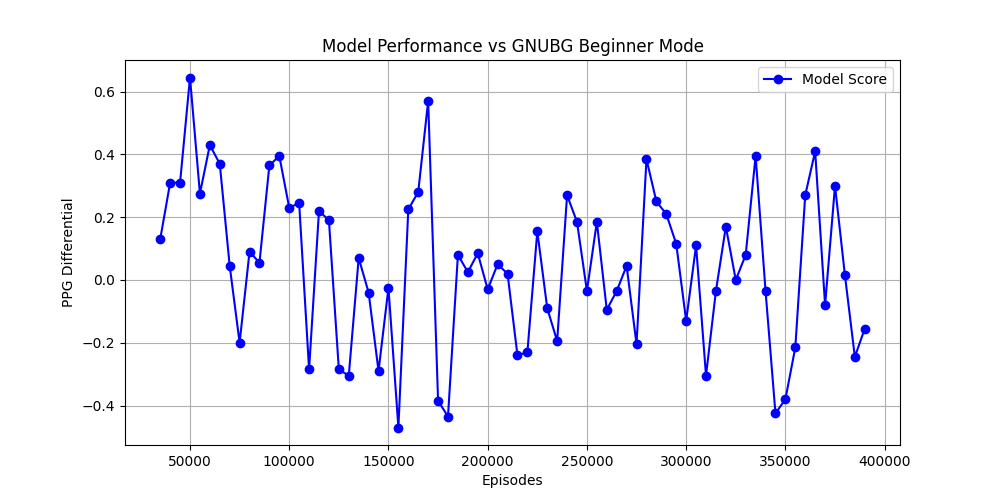 Model Performance vs GNUBG Beginner Mode
Model Score
PPG Differential
0.6
0.4
0.2
0.0
−0.2
−0.4
50000 100000 150000 200000 250000 300000 350000 400000
Episodes